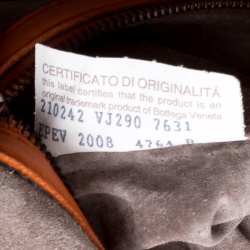 CERTIFICATO DI ORIGINALITÀ
this label certifies that the product is an
original trademark product of Bottega Veneta
210242 VJ290 7631
PEV 2008 4764